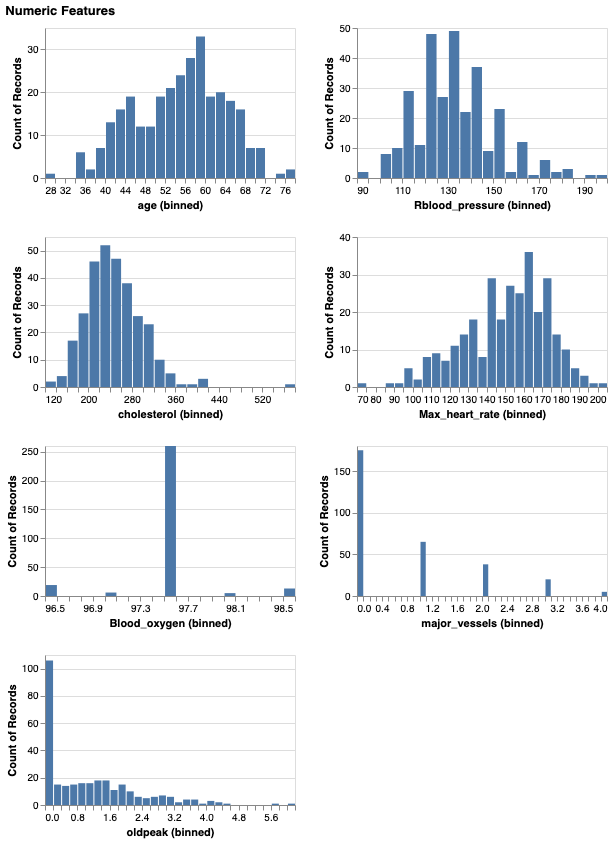 Numeric Features
Count of Records
50
40
30
20
10
0
28 32 36 40 44 48 52 56 60 64 68 72 76
age (binned)
Count of Records
50
40
30
20
10
0
90 110 130 150 170 190
Rblood_pressure (binned)
Count of Records
50
40
30
20
10
0
120 200 280 360 440 520
cholesterol (binned)
Count of Records
40
30
20
10
0
70 80 90 100 110 120 130 140 150 160 170 180 190 200
Max_heart_rate (binned)
Count of Records
250
200
150
100
50
0
96.5 96.9 97.3 97.7 98.1 98.5
Blood_oxygen (binned)
Count of Records
150
100
50
0
0.0 0.4 0.8 1.2 1.6 2.0 2.4 2.8 3.2 3.6 4.0
major_vessels (binned)
Count of Records
100
80
60
40
20
0
0.0 0.8 1.6 2.4 3.2 4.0 4.8 5.6
oldpeak (binned)